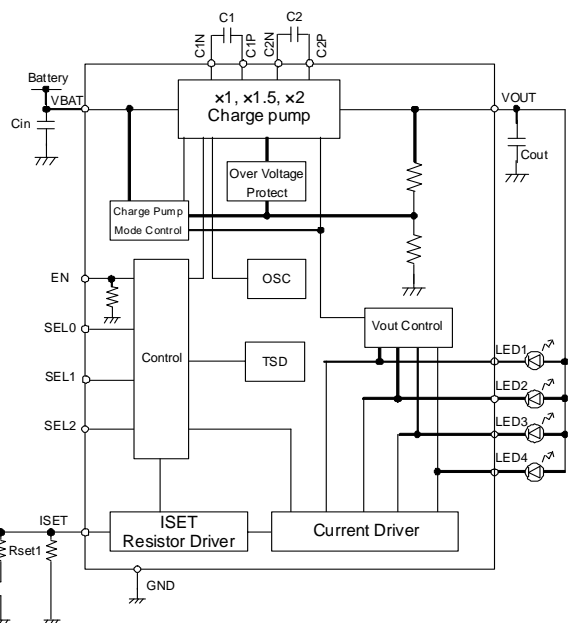 C1
C2
C1N
C1P
C2N
C2P
Battery
VBAT
Cin
×1, ×1.5, ×2
Charge pump
VOUT
Cout
Over Voltage
Protect
Charge Pump
Mode Control
EN
OSC
SEL0
Vout Control
Control
TSD
LED1
SEL1
LED2
SEL2
LED3
LED4
ISET
ISET
Resistor Driver
Current Driver
Rset1
GND